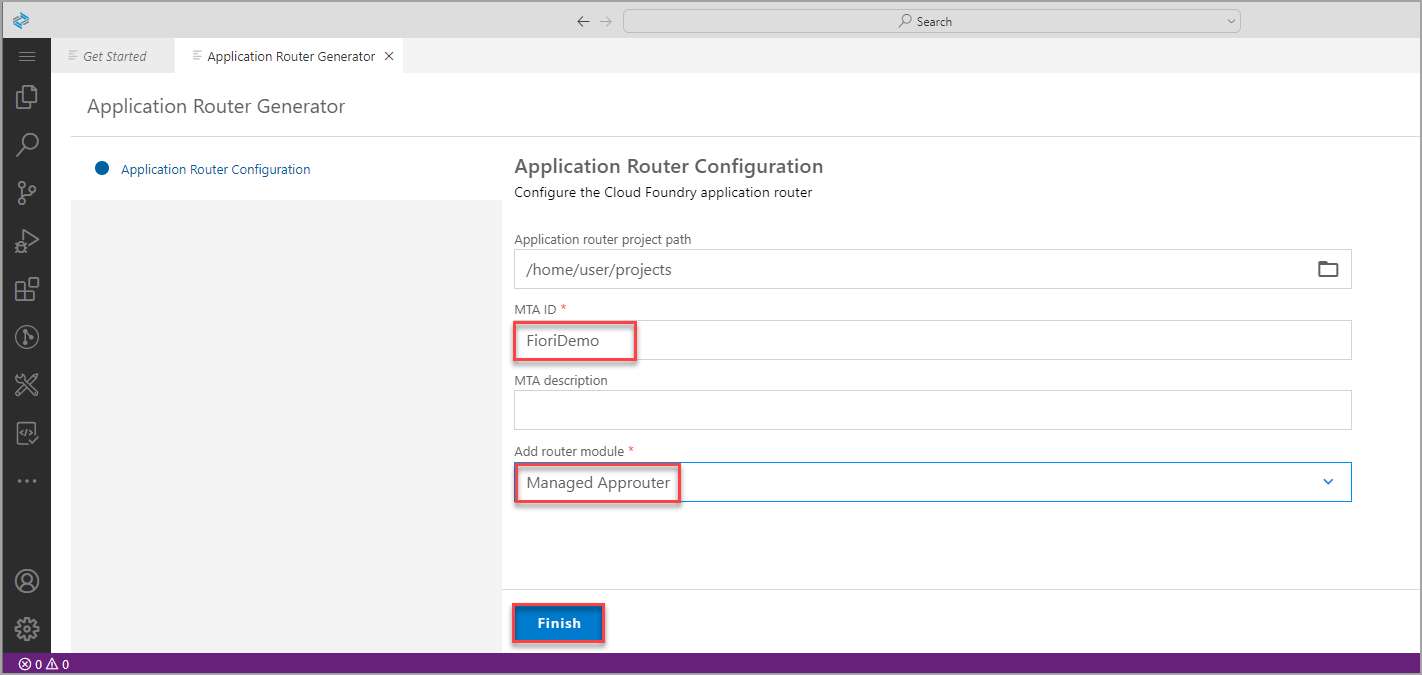 Search
Get Started
Application Router Generator
Application Router Generator
Application Router Configuration
Application Router Configuration
Configure the Cloud Foundry application router
Application router project path
/home/user/projects
MTA ID *
FioriDemo
MTA description
Add router module *
Managed Approuter
Finish
0 0